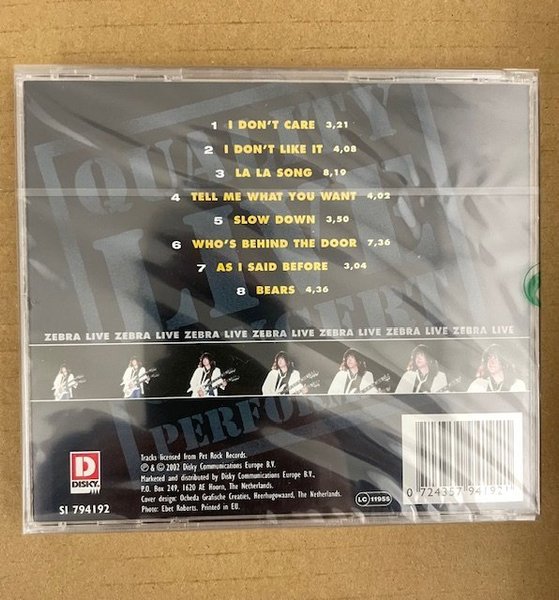 QUALITY
LIVE
CONCERT
PERFORMANCE
1 I DON'T CARE 3,21
2 I DON'T LIKE IT 4,08
3 LA LA SONG 8,19
4 TELL ME WHAT YOU WANT 4,02
5 SLOW DOWN 3,50
6 WHO'S BEHIND THE DOOR 7,36
7 AS I SAID BEFORE 3,04
8 BEARS 4,36
ZEBRA LIVE ZEBRA LIVE ZEBRA LIVE ZEBRA LIVE ZEBRA LIVE ZEBRA LIVE ZEBRA LIVE
D
DISKY
SI 794192
Tracks licensed from Pet Rock Records.
℗ & © 2002 Disky Communications Europe B.V.
Marketed and distributed by Disky Communications Europe B.V.,
P.O. Box 249, 1620 AE Hoorn, The Netherlands.
Cover design: Ocheda Grafische Creaties, Heerhugowaard, The Netherlands.
Photo: Ebet Roberts. Printed in EU.
LC 11955
0 724357 941921